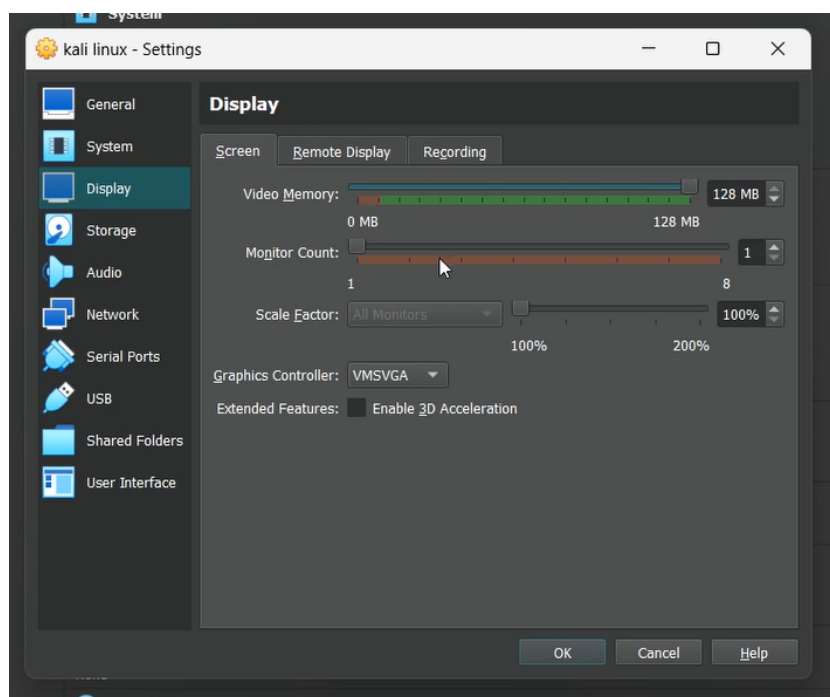 System
kali linux - Settings
General
System
Display
Storage
Audio
Network
Serial Ports
USB
Shared Folders
User Interface
Display
Screen Remote Display Recording
Video Memory: 128 MB
0 MB 128 MB
Monitor Count: 1
1 8
Scale Factor: All Monitors 100%
100% 200%
Graphics Controller: VMSVGA
Extended Features: Enable 3D Acceleration
OK Cancel Help